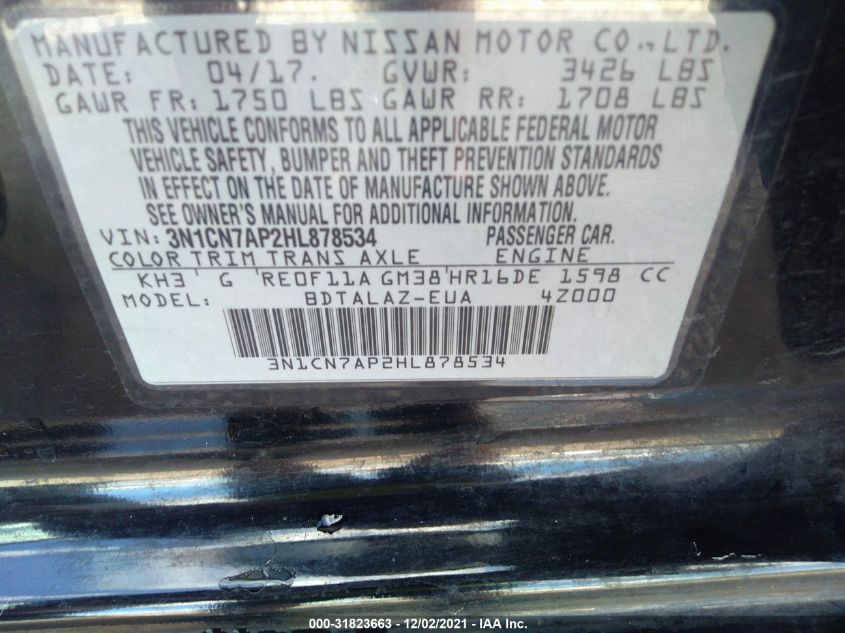 MANUFACTURED BY NISSAN MOTOR CO., LTD.
DATE: 04/17. GVWR: 3426 LBS
GAWR FR: 1750 LBS GAWR RR: 1708 LBS
THIS VEHICLE CONFORMS TO ALL APPLICABLE FEDERAL MOTOR
VEHICLE SAFETY, BUMPER AND THEFT PREVENTION STANDARDS
IN EFFECT ON THE DATE OF MANUFACTURE SHOWN ABOVE.
SEE OWNER'S MANUAL FOR ADDITIONAL INFORMATION.
VIN: 3N1CN7AP2HL878534 PASSENGER CAR.
COLOR TRIM TRANS AXLE ENGINE
KH3 G RE0F11A GM38 HR16DE 1598 CC
MODEL: BDTALAZ-EUA 4Z000
3N1CN7AP2HL878534
000-31823663 - 12/02/2021 - IAA Inc.